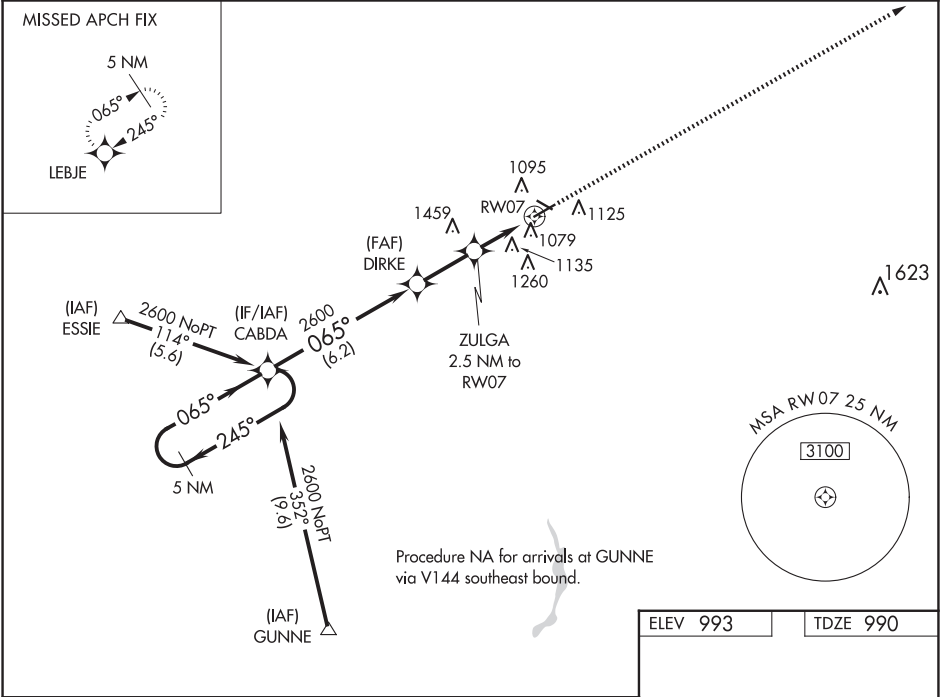 MISSED APCH FIX
5 NM
065°
245°
LEBJE
1095
RW07
1125
1459
1079
1135
1260
(FAF)
DIRKE
1623
(IAF)
ESSIE
2600 NoPT
114°
(5.6)
(IF/IAF)
CABDA
2600
065°
(6.2)
ZULGA
2.5 NM to
RW07
065°
245°
5 NM
2600 NoPT
352°
(9.6)
MSA RW07 25 NM
3100
Procedure NA for arrivals at GUNNE
via V144 southeast bound.
(IAF)
GUNNE
ELEV 993
TDZE 990